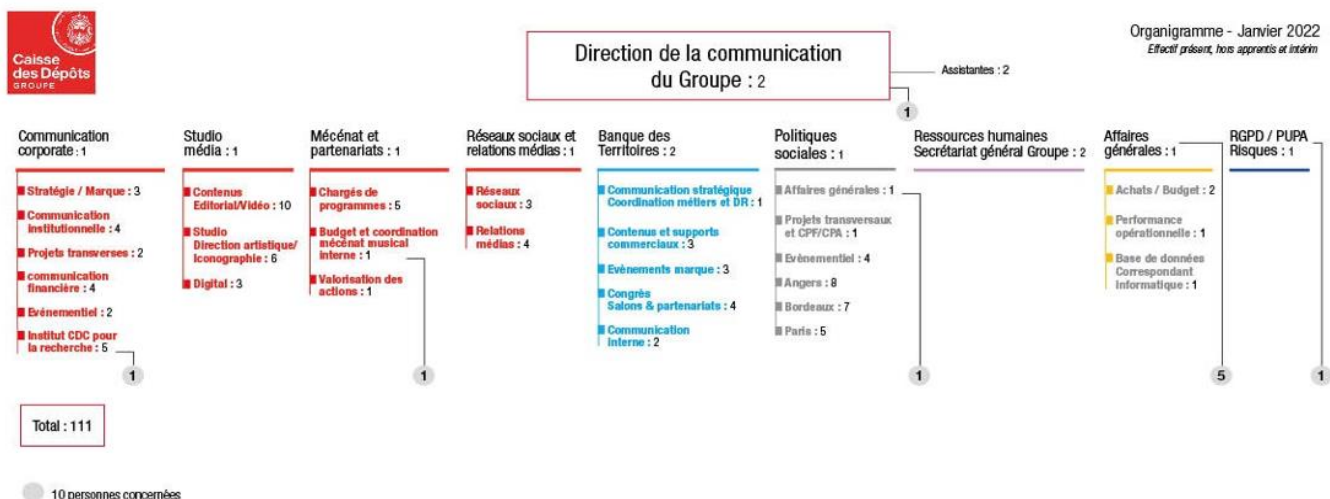 Caisse
des Dépôts
GROUPE
Direction de la communication
du Groupe : 2
Assistantes : 2
1
Organigramme - Janvier 2022
Effectif présent, hors apprentis et intérim
Communication
corporate : 1
Stratégie / Marque : 3
Communication
institutionnelle : 4
Projets transverses : 2
communication
financière : 4
Evénementiel : 2
Institut CDC pour
la recherche : 5
1
Studio
média : 1
Contenus
Editorial/Vidéo : 10
Studio
Direction artistique/
Iconographie : 6
Digital : 3
Mécénat et
partenariats : 1
Chargés de
programmes : 5
Budget et coordination
mécénat musical
interne : 1
Valorisation des
actions : 1
1
Réseaux sociaux et
relations médias : 1
Réseaux
sociaux : 3
Relations
médias : 4
Banque des
Territoires : 2
Communication stratégique
Coordination métiers et DR : 1
Contenus et supports
commerciaux : 3
Evènements marque : 3
Congrès
Salons & partenariats : 4
Communication
interne : 2
Politiques
sociales : 1
Affaires générales : 1
Projets transversaux
et CPF/CPA : 1
Evènementiel : 4
Angers : 8
Bordeaux : 7
Paris : 5
1
Ressources humaines
Secrétariat général Groupe : 2
Affaires
générales : 1
Achats / Budget : 2
Performance
opérationnelle : 1
Base de données
Correspondant
informatique : 1
5
RGPD / PUPA
Risques : 1
1
Total : 111
10 personnes concernées